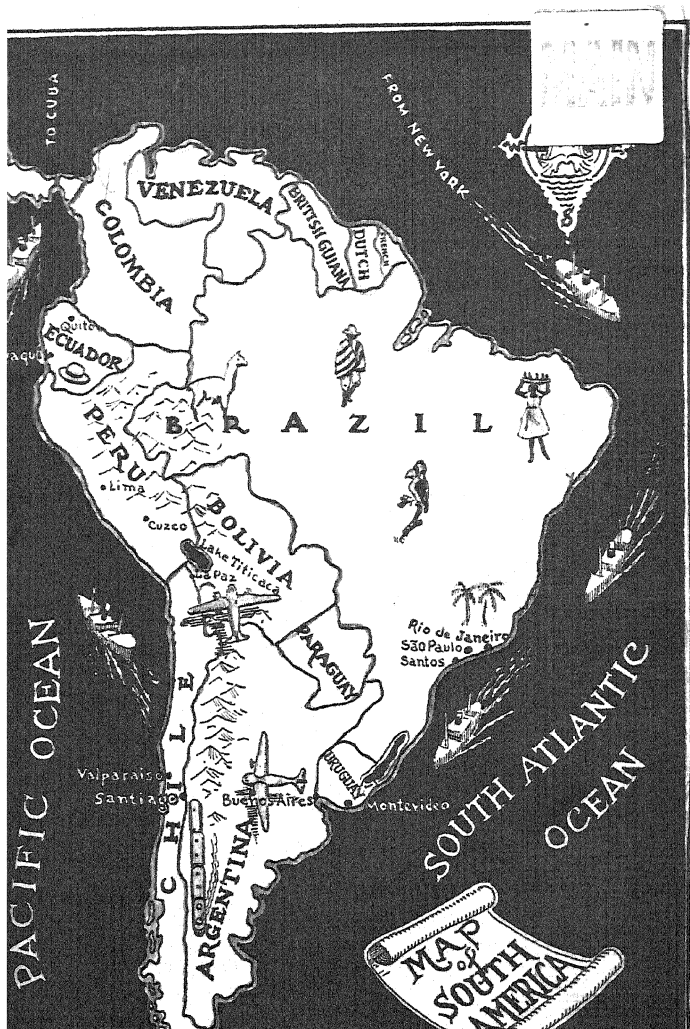 TO CUBA
FROM NEW YORK
S
VENEZUELA
COLOMBIA
BRITISH GUIANA
DUTCH
FRENCH
Quito
ECUADOR
BRAZIL
PERU
Lima
Cuzco
BOLIVIA
Lake Titicaca
La Paz
PARAGUAY
Rio de Janeiro
São Paulo
Santos
CHILE
Valparaiso
Santiago
Buenos Aires
URUGUAY
Montevideo
ARGENTINA
PACIFIC OCEAN
SOUTH ATLANTIC
OCEAN
MAP
of
SOUTH
AMERICA